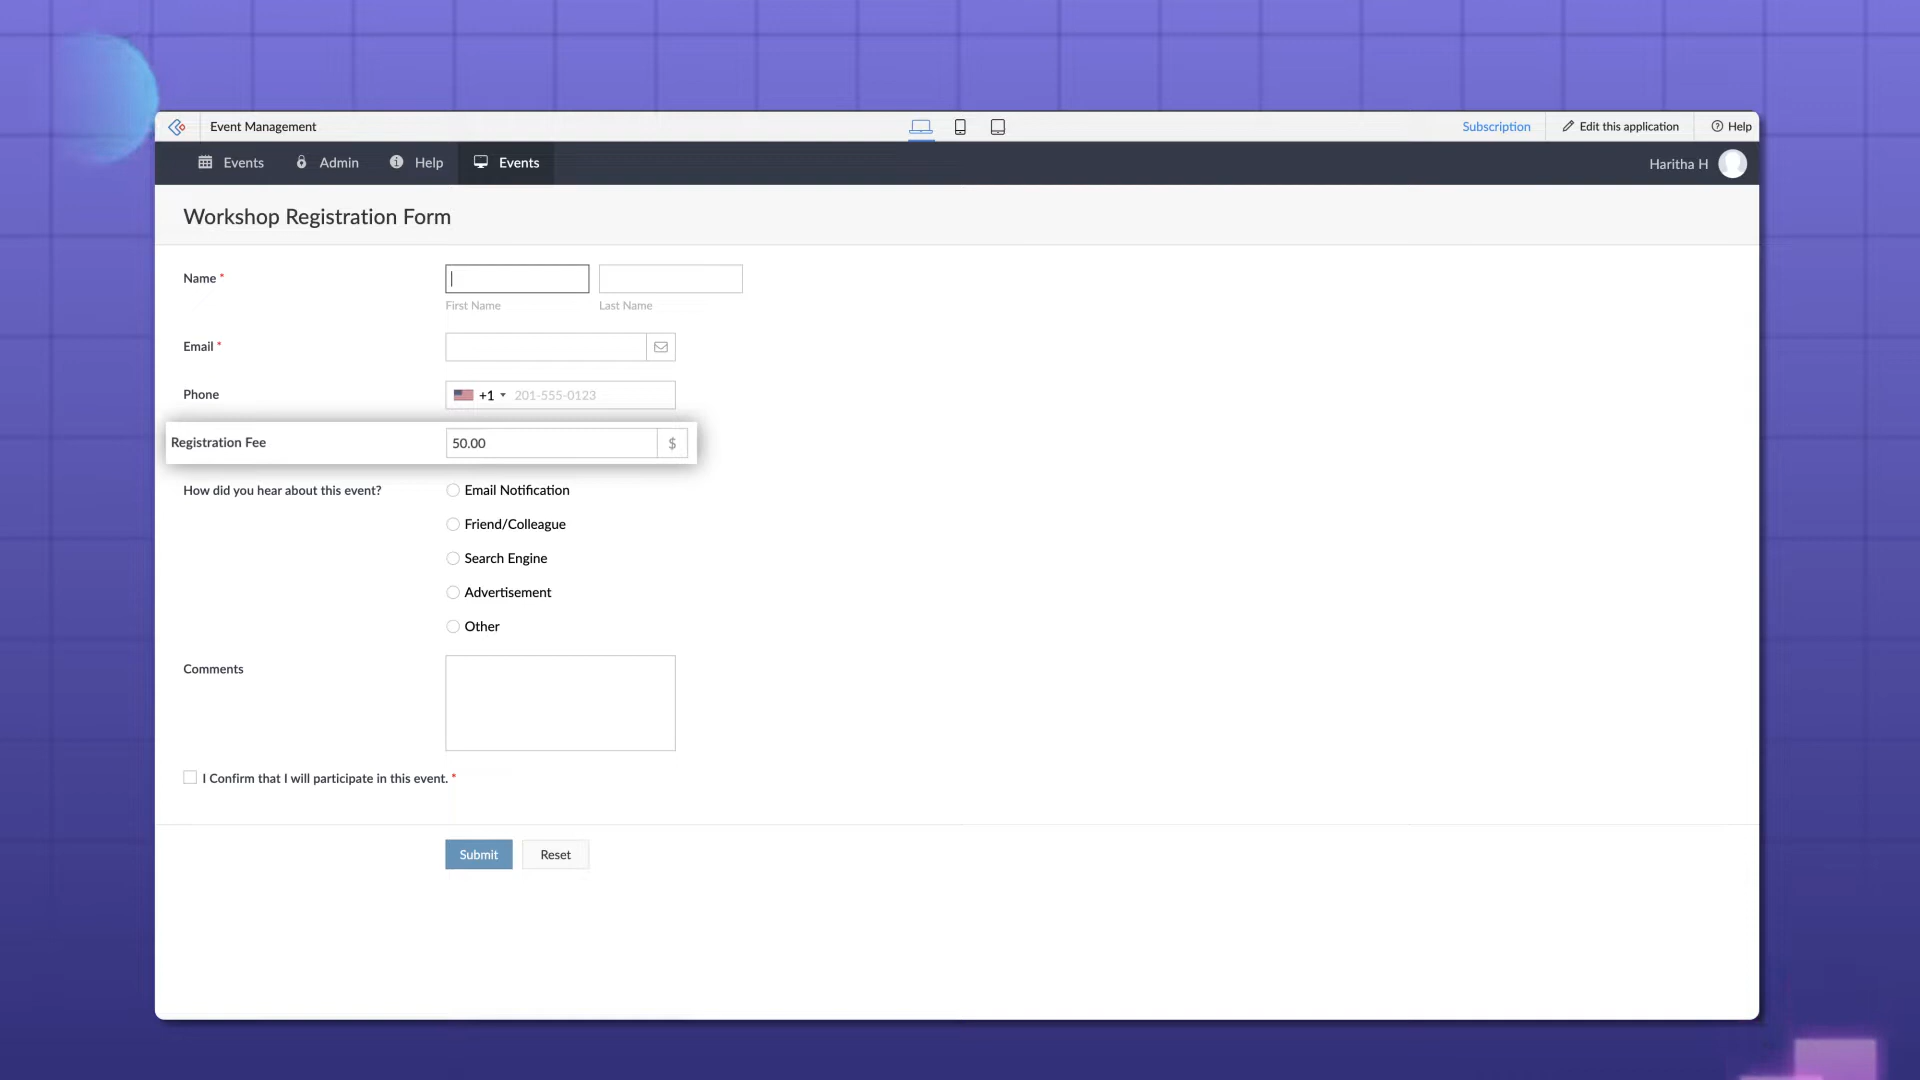 Event Management
Subscription
Edit this application
Help
Events
Admin
Help
Events
Haritha H
Workshop Registration Form
Name *
First Name
Last Name
Email *
Phone
+1
201-555-0123
Registration Fee
50.00
$
How did you hear about this event?
Email Notification
Friend/Colleague
Search Engine
Advertisement
Other
Comments
I Confirm that I will participate in this event. *
Submit
Reset